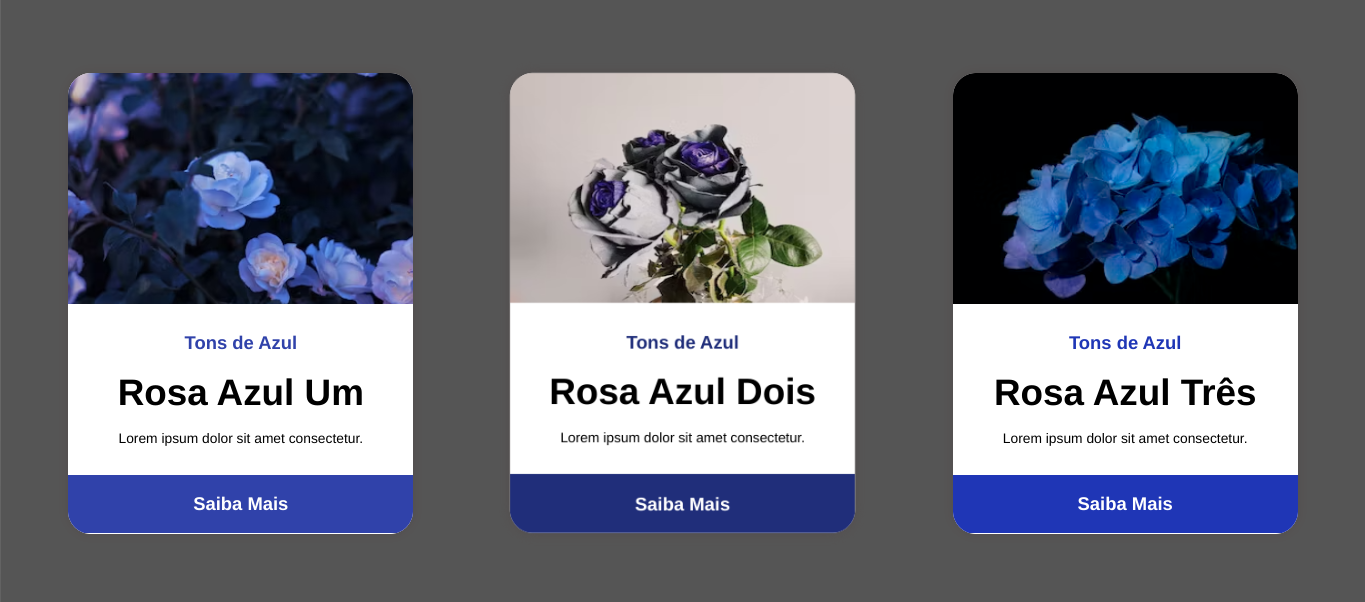 Tons de Azul
Rosa Azul Um
Lorem ipsum dolor sit amet consectetur.
Saiba Mais
Tons de Azul
Rosa Azul Dois
Lorem ipsum dolor sit amet consectetur.
Saiba Mais
Tons de Azul
Rosa Azul Três
Lorem ipsum dolor sit amet consectetur.
Saiba Mais